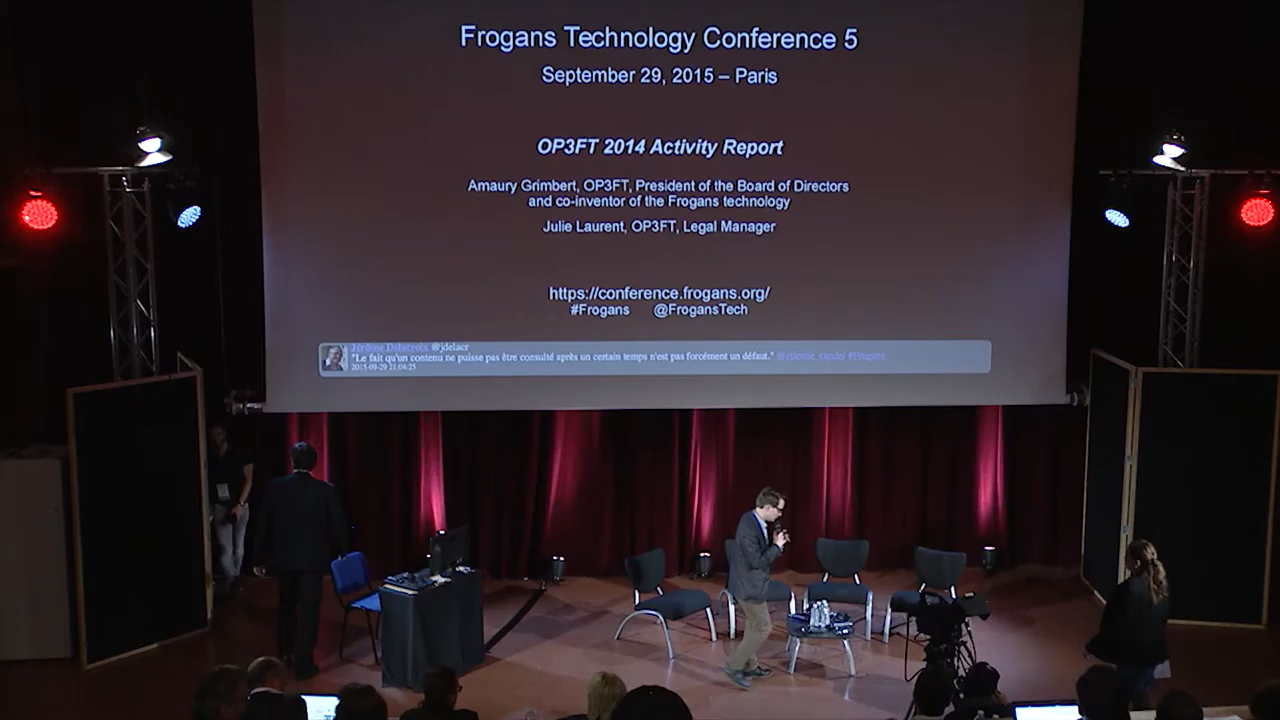 Frogans Technology Conference 5
September 29, 2015 – Paris
OP3FT 2014 Activity Report
Amaury Grimbert, OP3FT, President of the Board of Directors
and co-inventor of the Frogans technology
Julie Laurent, OP3FT, Legal Manager
https://conference.frogans.org/
#Frogans @FrogansTech
Jérôme Delacroix @jdelacr
"Le fait qu'un contenu ne puisse pas être consulté après un certain temps n'est pas forcément un défaut." #Frogans
2015-09-29 21:04:25